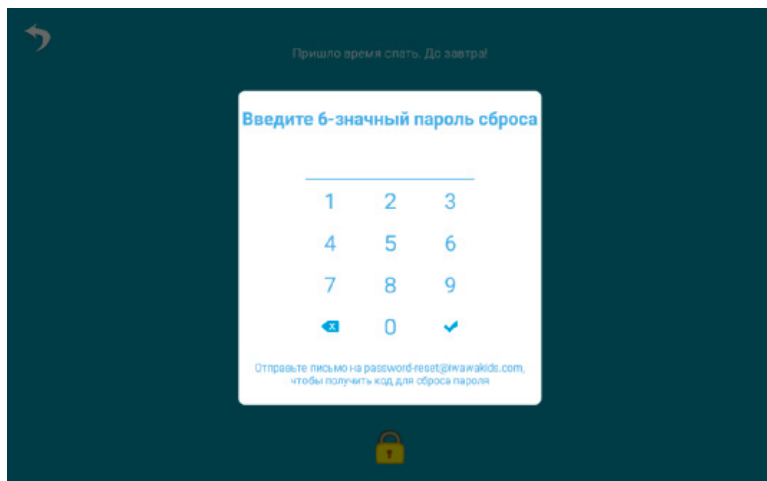 Пришло время спать. До завтра!
Введите 6-значный пароль сброса
1 2 3
4 5 6
7 8 9
0
Отправьте письмо на password-reset@iwawakids.com,
чтобы получить код для сброса пароля